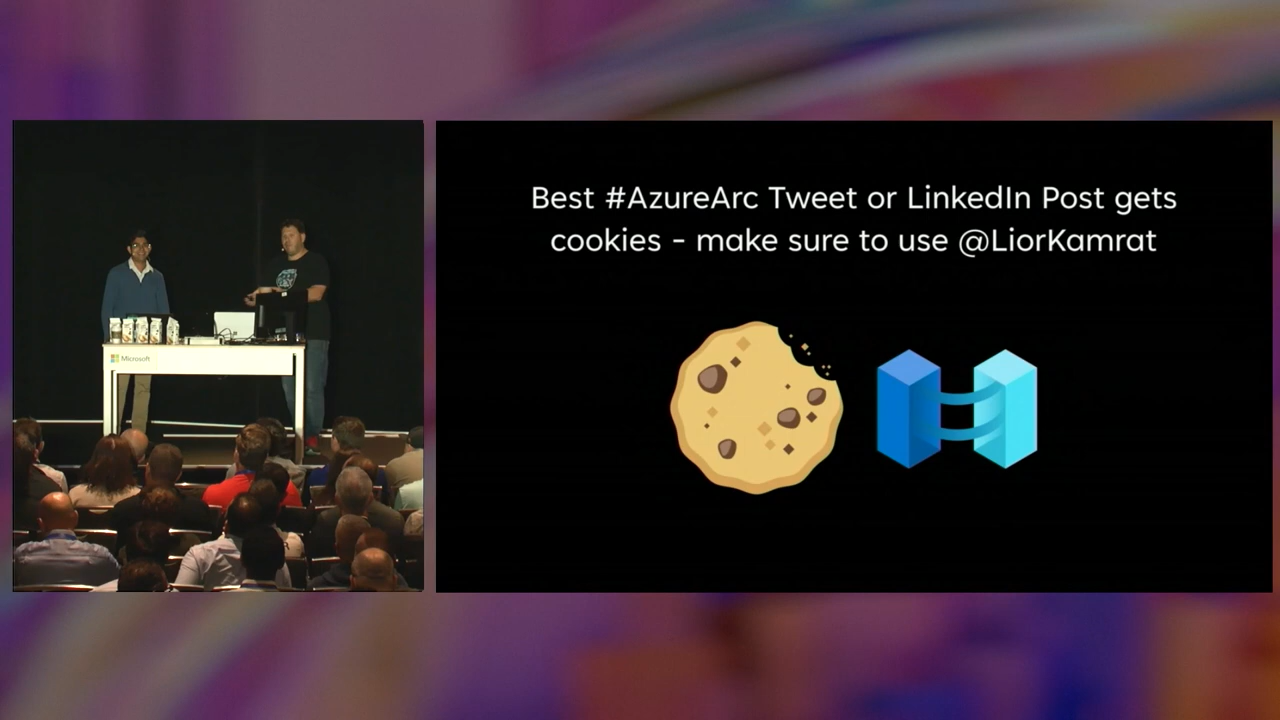 Best #AzureArc Tweet or LinkedIn Post gets
cookies - make sure to use @LiorKamrat
Microsoft